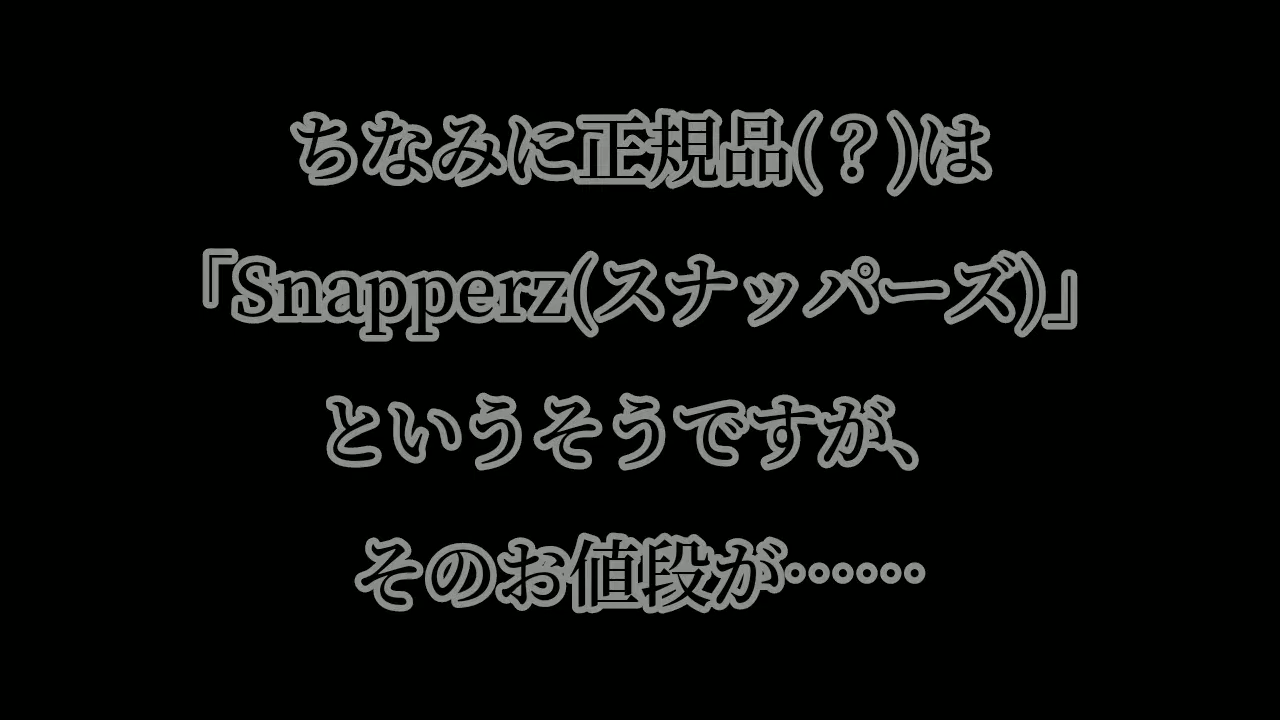 ちなみに正規品(？)は
「Snapperz(スナッパーズ)」
というそうですが、
そのお値段が……